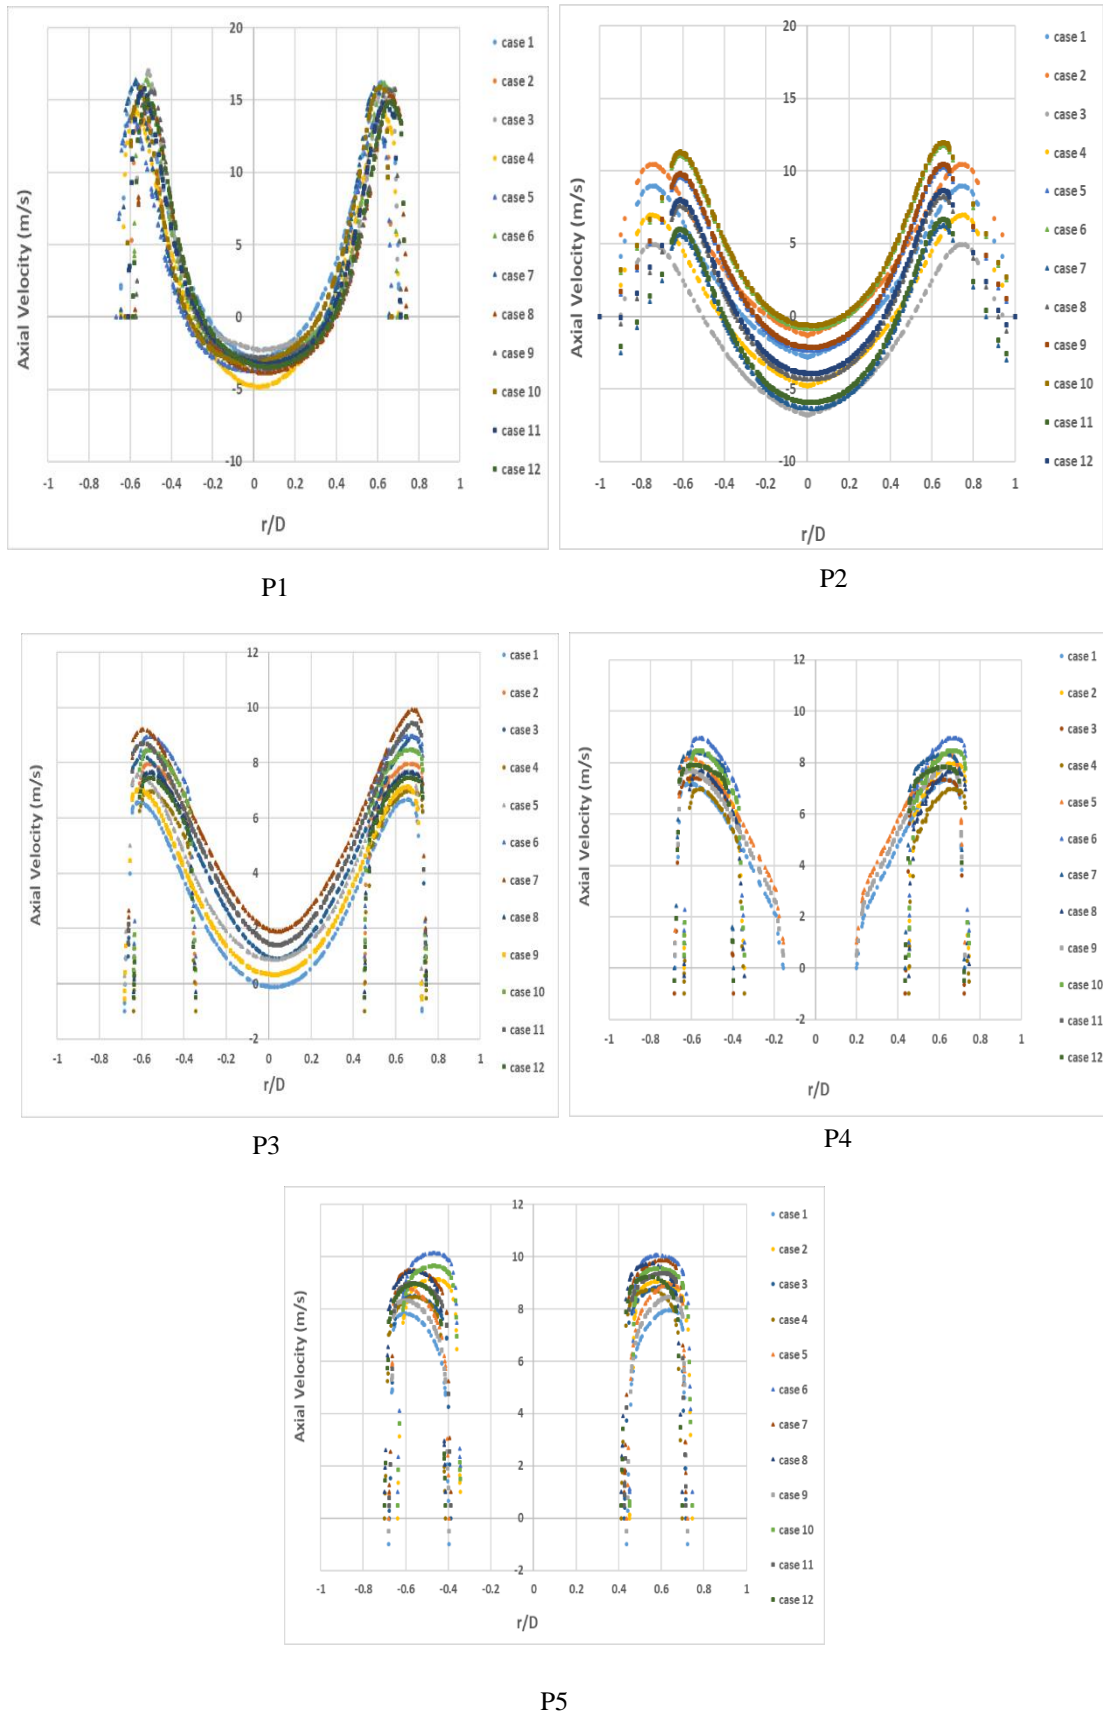 20
15
10
5
0
-5
-10
-1
-0.8
-0.6
-0.4
-0.2
0
0.2
0.4
0.6
0.8
1
Axial Velocity (m/s)
r/D
case 1
case 2
case 3
case 4
case 5
case 6
case 7
case 8
case 9
case 10
case 11
case 12
P1
20
15
10
5
0
-5
-10
-1
-0.8
-0.6
-0.4
-0.2
0
0.2
0.4
0.6
0.8
1
Axial Velocity (m/s)
r/D
case 1
case 2
case 3
case 4
case 5
case 6
case 7
case 8
case 9
case 10
case 11
case 12
P2
12
10
8
6
4
2
0
-2
-1
-0.8
-0.6
-0.4
-0.2
0
0.2
0.4
0.6
0.8
1
Axial Velocity (m/s)
r/D
case 1
case 2
case 3
case 4
case 5
case 6
case 7
case 8
case 9
case 10
case 11
case 12
P3
12
10
8
6
4
2
0
-2
-1
-0.8
-0.6
-0.4
-0.2
0
0.2
0.4
0.6
0.8
1
Axial Velocity (m/s)
r/D
case 1
case 2
case 3
case 4
case 5
case 6
case 7
case 8
case 9
case 10
case 11
case 12
P4
12
10
8
6
4
2
0
-2
-1
-0.8
-0.6
-0.4
-0.2
0
0.2
0.4
0.6
0.8
1
Axial Velocity (m/s)
r/D
case 1
case 2
case 3
case 4
case 5
case 6
case 7
case 8
case 9
case 10
case 11
case 12
P5